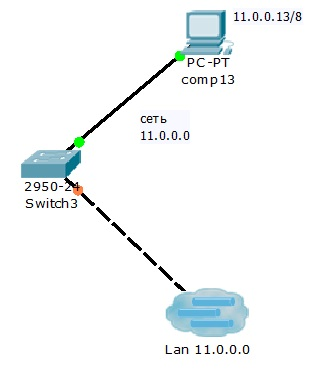 11.0.0.13/8
PC-PT
comp13
сеть
11.0.0.0
2950-24
Switch3
Lan 11.0.0.0